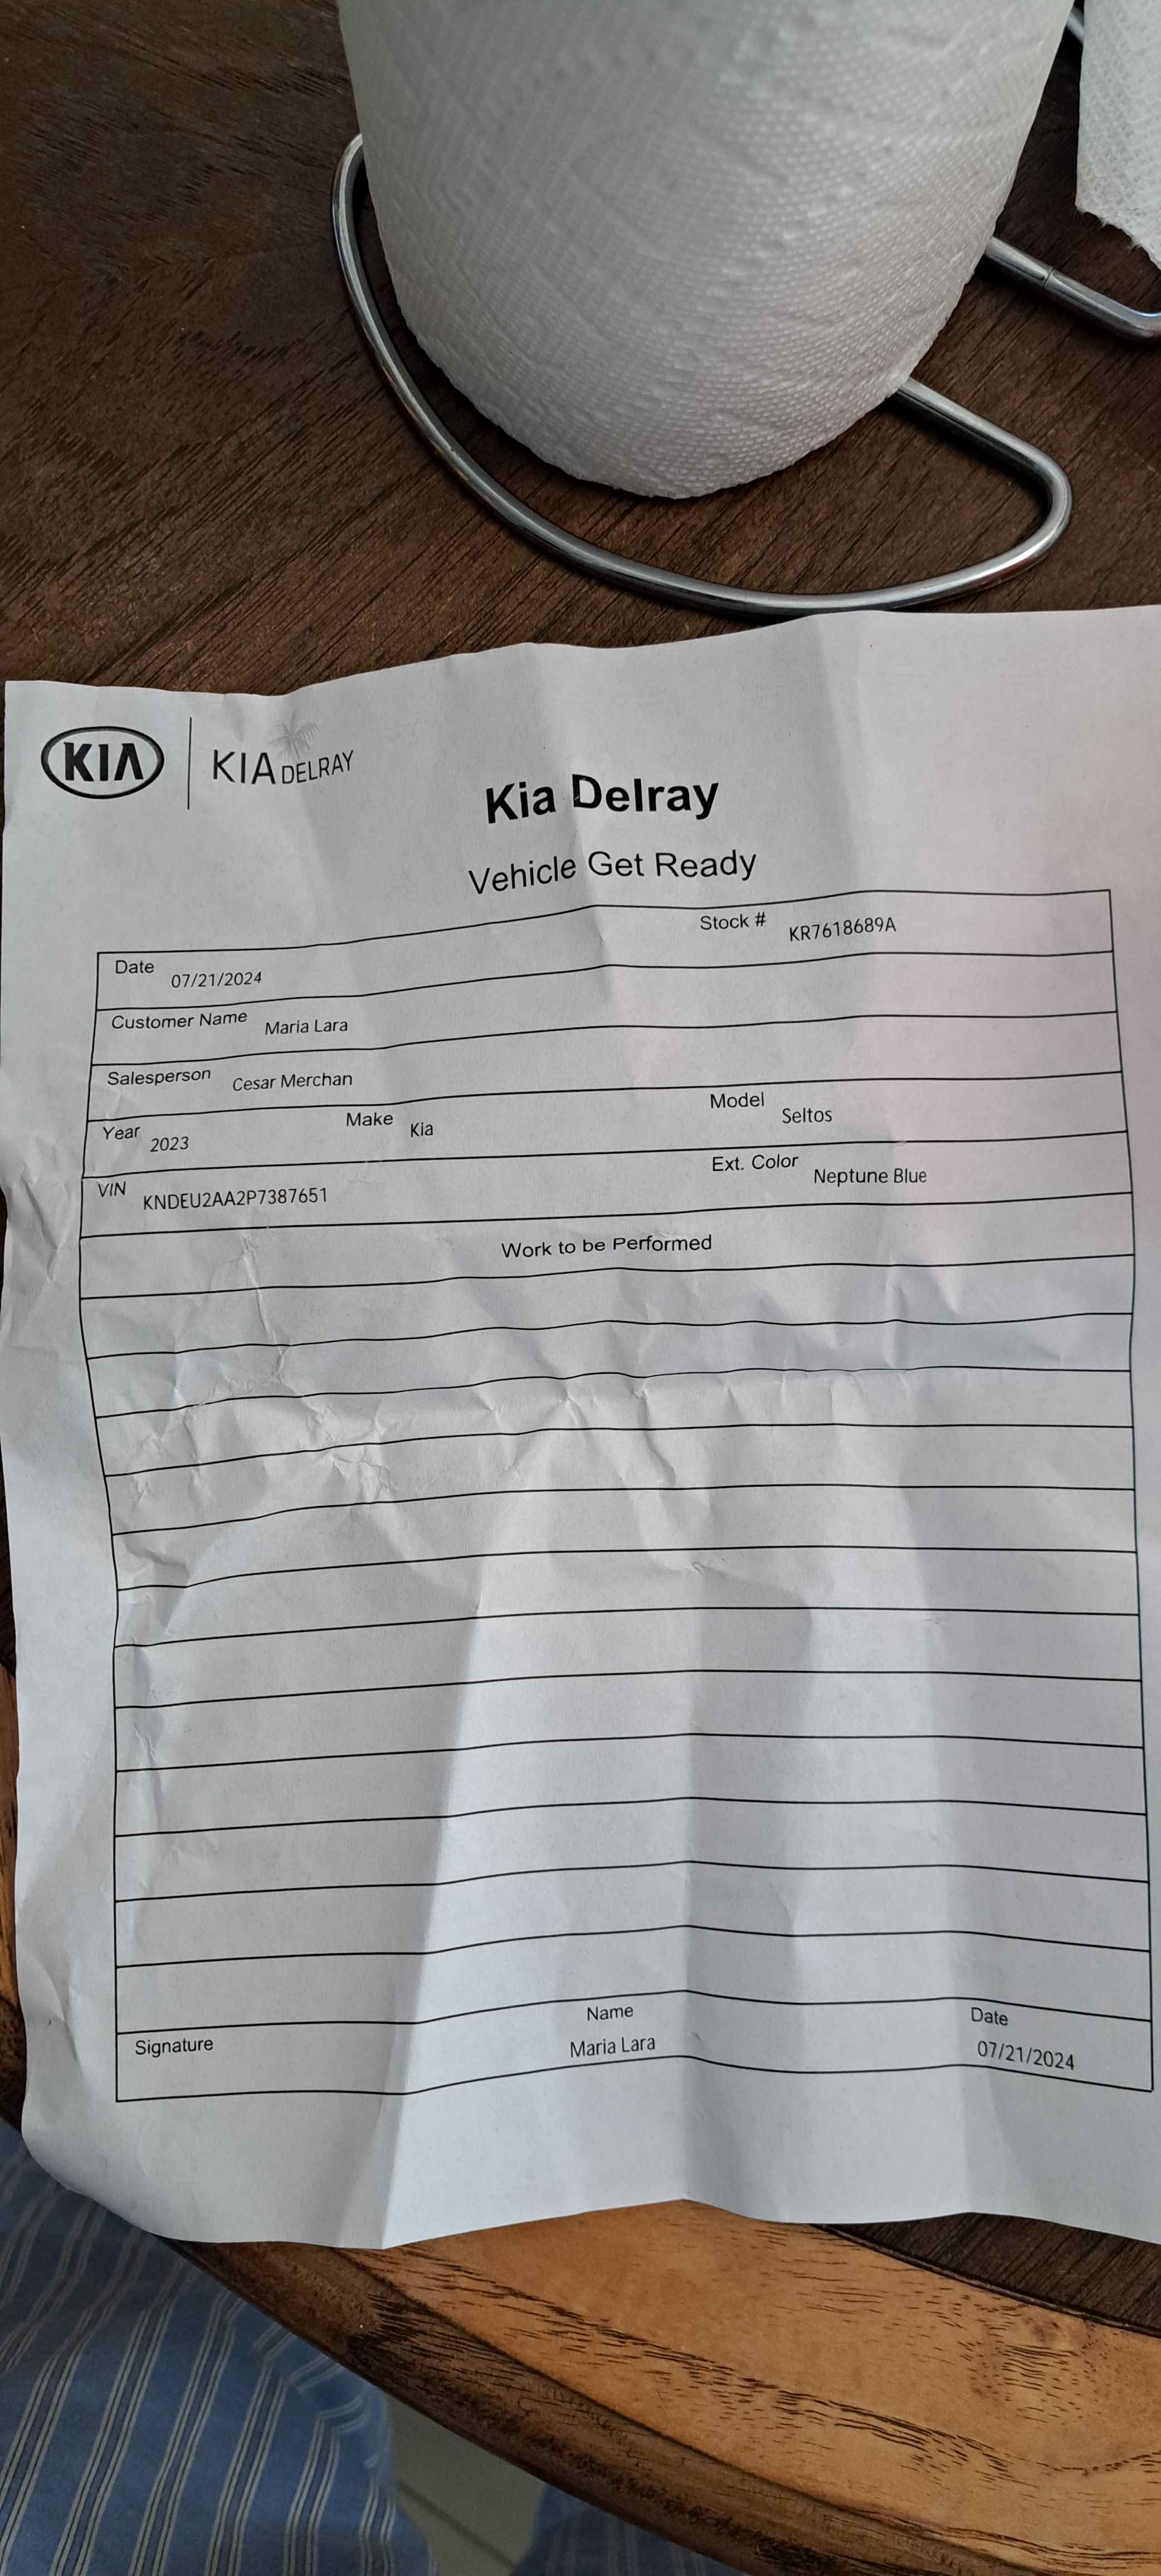 KIA KIA DELRAY
Kia Delray
Vehicle Get Ready
Date 07/21/2024 Stock # KR7618689A
Customer Name Maria Lara
Salesperson Cesar Merchan
Year 2023 Make Kia Model Seltos
VIN KNDEU2AA2P7387651 Ext. Color Neptune Blue
Work to be Performed
Signature Name Maria Lara Date 07/21/2024